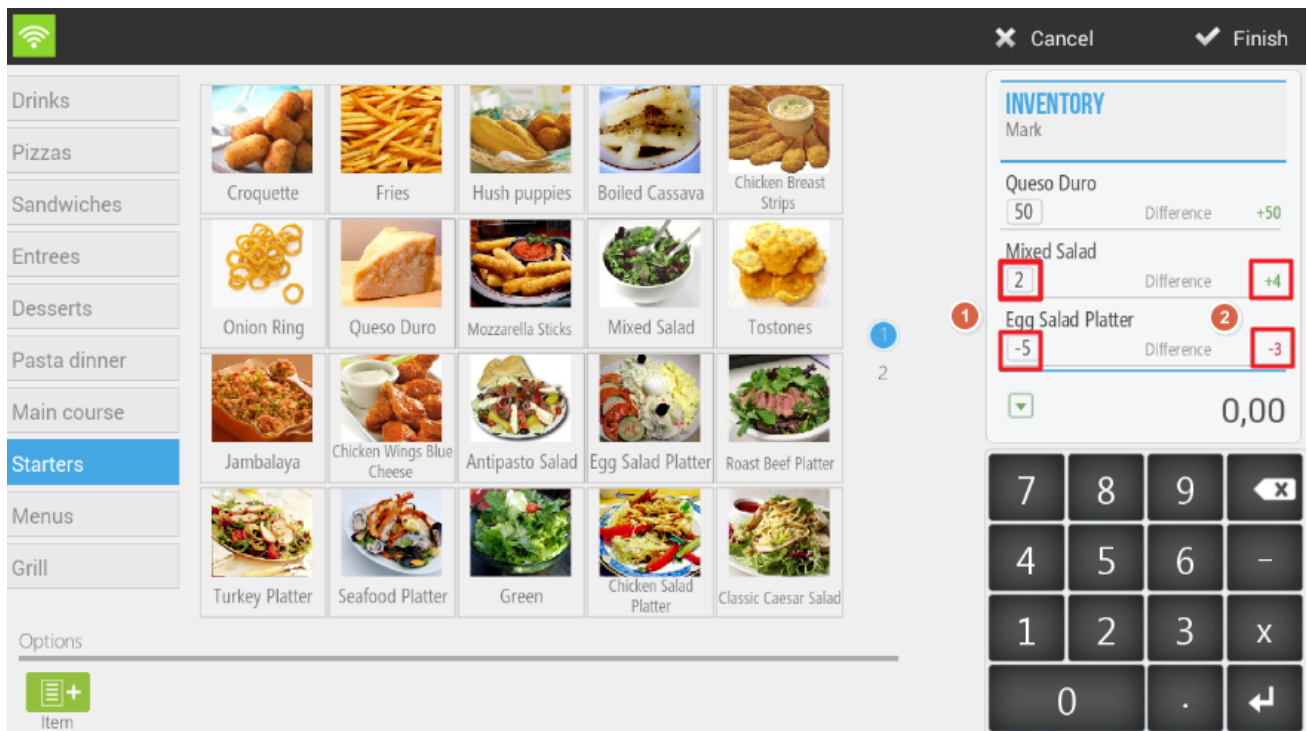 Cancel
Finish
Drinks
Pizzas
Sandwiches
Entrees
Desserts
Pasta dinner
Main course
Starters
Menus
Grill
Croquette
Fries
Hush puppies
Boiled Cassava
Chicken Breast
Strips
Onion Ring
Queso Duro
Mozzarella Sticks
Mixed Salad
Tostones
Jambalaya
Chicken Wings Blue
Cheese
Antipasto Salad
Egg Salad Platter
Roast Beef Platter
Turkey Platter
Seafood Platter
Green
Chicken Salad
Platter
Classic Caesar Salad
1
2
Options
Item
INVENTORY
Mark
Queso Duro
50 Difference +50
Mixed Salad
2 Difference +4
1
Egg Salad Platter
2
-5 Difference -3
0,00
7 8 9 x
4 5 6 -
1 2 3 x
0 .